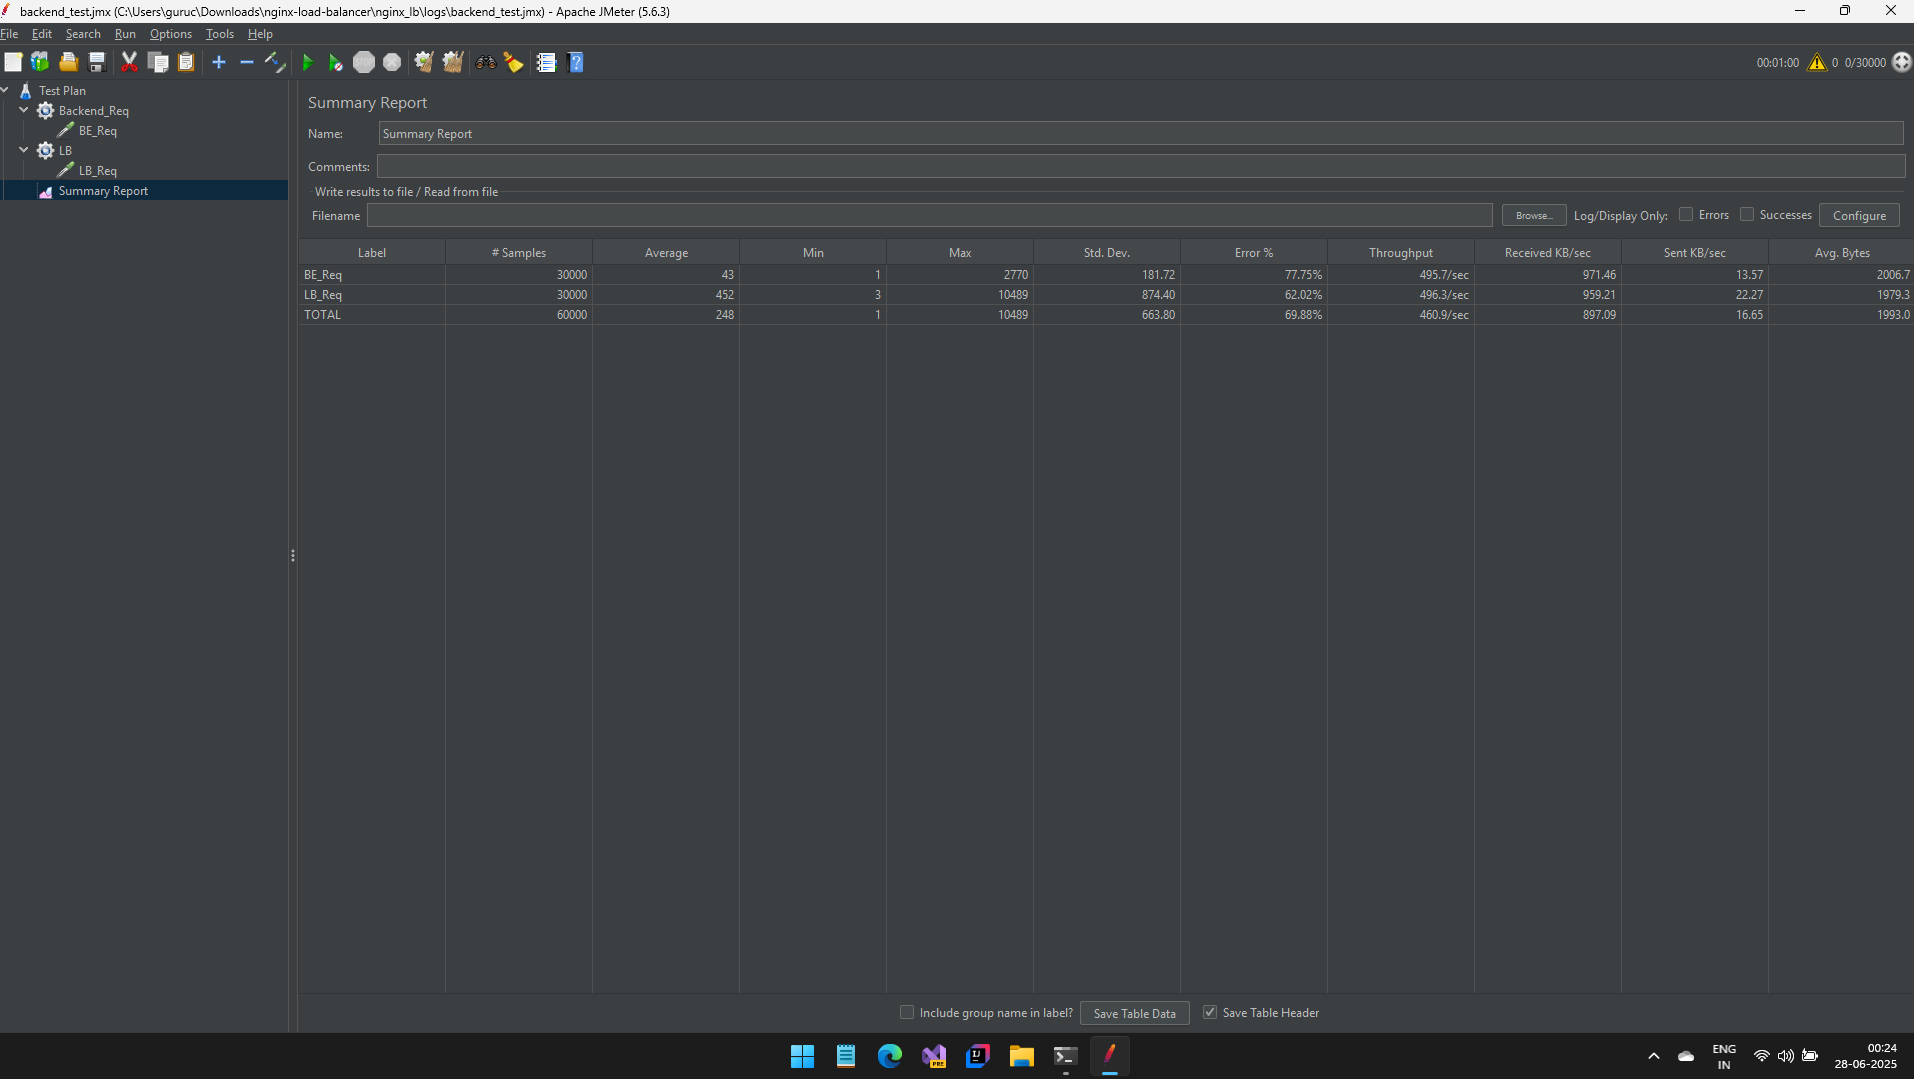 backend_test.jmx (C:\Users\guruc\Downloads\nginx-load-balancer\nginx_lb\logs\backend_test.jmx) - Apache JMeter (5.6.3)
File Edit Search Run Options Tools Help
00:01:00 0 0/30000
Test Plan
Backend_Req
BE_Req
LB
LB_Req
Summary Report
Summary Report
Name: Summary Report
Comments:
Write results to file / Read from file
Filename Browse... Log/Display Only: Errors Successes Configure
Label # Samples Average Min Max Std. Dev. Error % Throughput Received KB/sec Sent KB/sec Avg. Bytes
BE_Req 30000 43 1 2770 181.72 77.75% 495.7/sec 971.46 13.57 2006.7
LB_Req 30000 452 3 10489 874.40 62.02% 496.3/sec 959.21 22.27 1979.3
TOTAL 60000 248 1 10489 663.80 69.88% 460.9/sec 897.09 16.65 1993.0
Include group name in label? Save Table Data Save Table Header
ENG
IN
00:24
28-06-2025